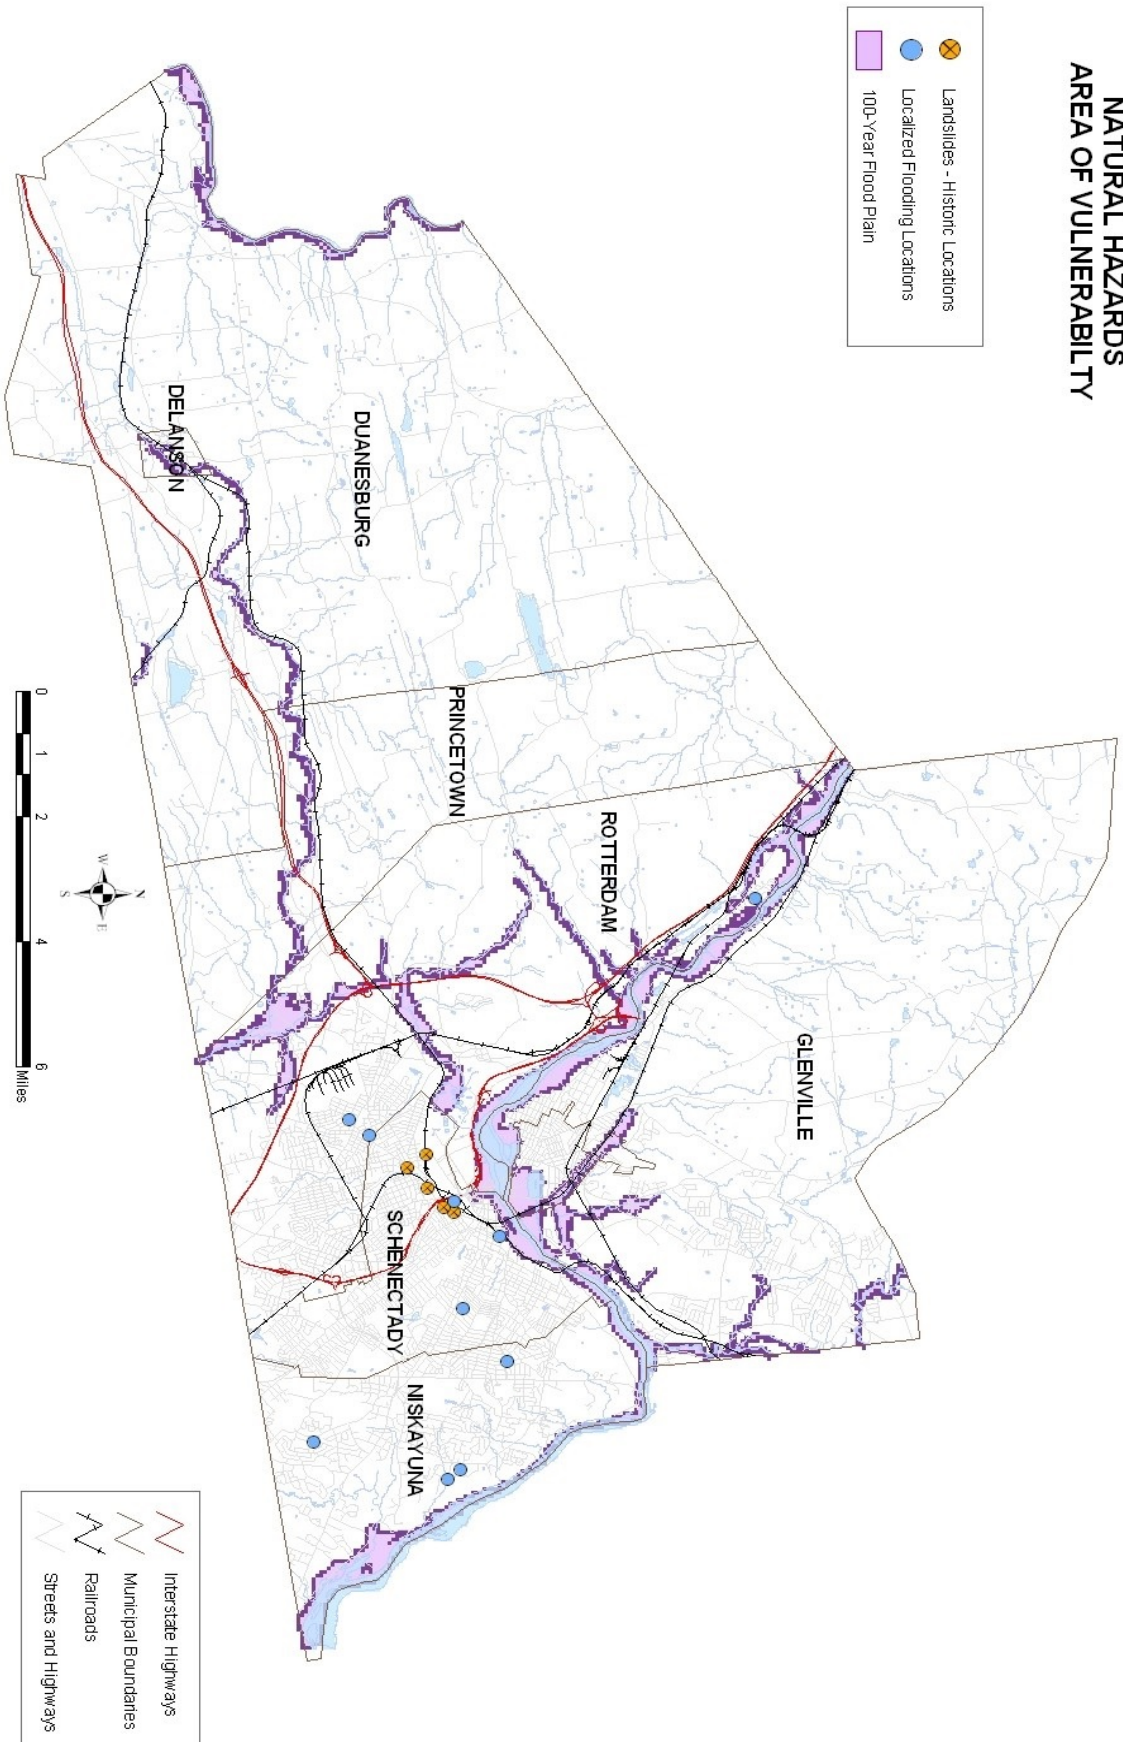 NATURAL HAZARDS
AREA OF VULNERABILTY
Landslides - Historic Locations
Localized Flooding Locations
100-Year Flood Plain
GLENVILLE
ROTTERDAM
PRINCETOWN
DUANESBURG
DELANSON
SCHENECTADY
NISKAYUNA
N
W
E
S
0 1 2 4 6
Miles
Interstate Highways
Municipal Boundaries
Railroads
Streets and Highways